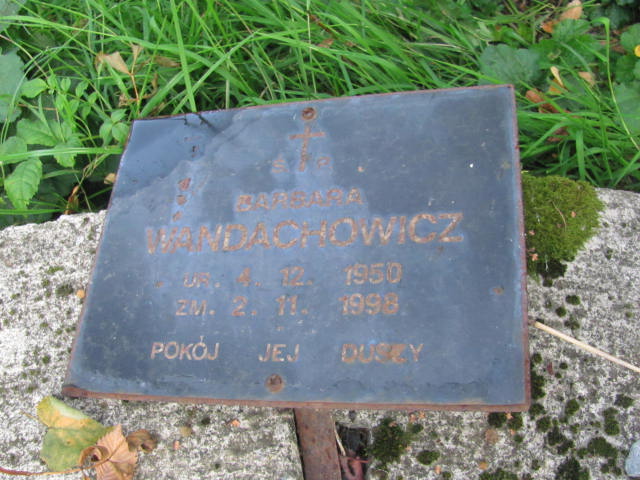 Ś P
BARBARA
WANDACHOWICZ
UR. 4. 12. 1950
ZM. 2. 11. 1998
POKÓJ JEJ DUSZY